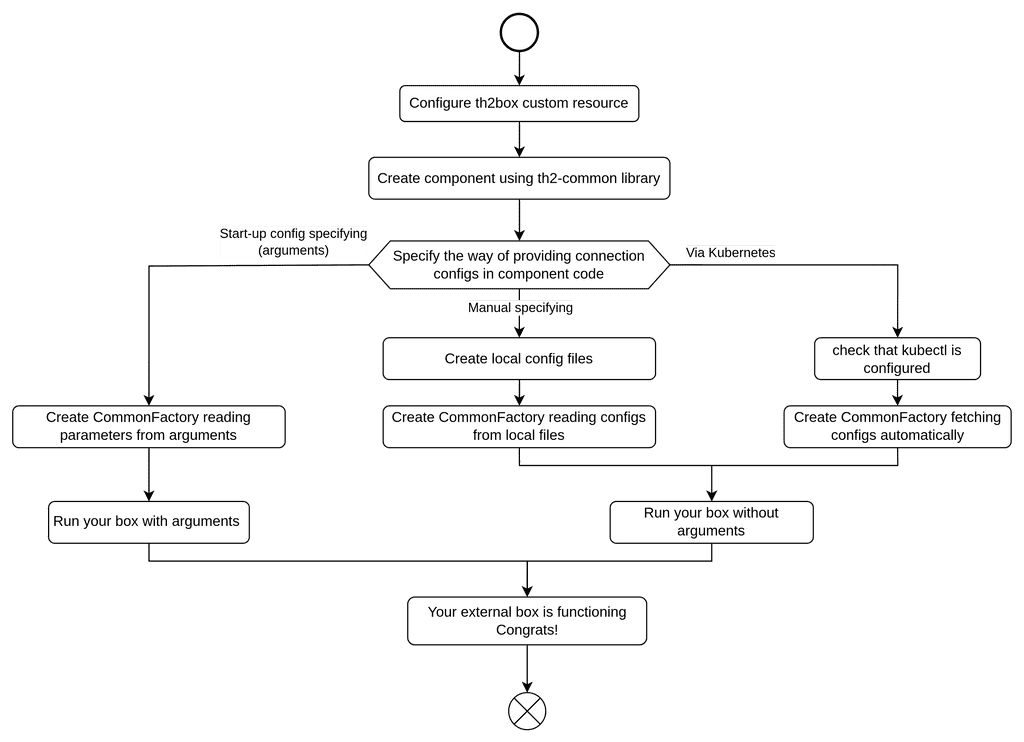 Configure th2box custom resource
Create component using th2-common library
Start-up config specifying
(arguments)
Specify the way of providing connection
configs in component code
Via Kubernetes
Manual specifying
Create local config files
check that kubectl is
configured
Create CommonFactory reading
parameters from arguments
Create CommonFactory reading configs
from local files
Create CommonFactory fetching
configs automatically
Run your box with arguments
Run your box without
arguments
Your external box is functioning
Congrats!